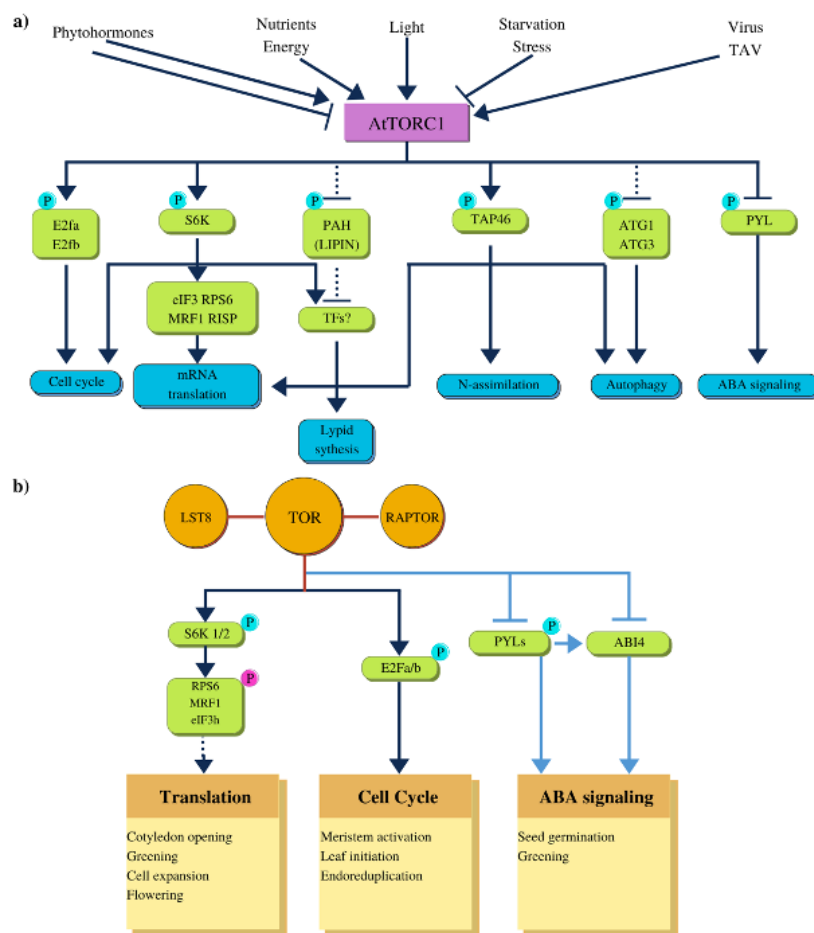 a)
Phytohormones
Nutrients
Energy
Light
Starvation
Stress
Virus
TAV
AtTORC1
P
P
P
P
P
P
E2fa
E2fb
S6K
PAH
(LIPIN)
TAP46
ATG1
ATG3
PYL
eIF3 RPS6
MRF1 RISP
TFs?
Cell cycle
mRNA
translation
N-assimilation
Autophagy
ABA signaling
Lypid
sythesis
b)
LST8
TOR
RAPTOR
S6K 1/2
P
PYLs
P
ABI4
E2Fa/b
P
RPS6
MRF1
eIF3h
P
Translation
Cotyledon opening
Greening
Cell expansion
Flowering
Cell Cycle
Meristem activation
Leaf initiation
Endoreduplication
ABA signaling
Seed germination
Greening